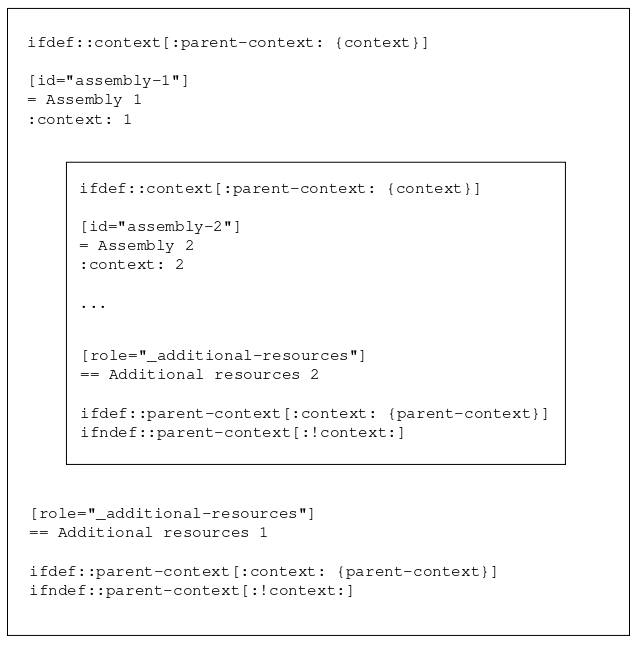 ifdef::context[:parent-context: {context}]
[id="assembly-1"]
= Assembly 1
:context: 1
ifdef::context[:parent-context: {context}]
[id="assembly-2"]
= Assembly 2
:context: 2
...
[role="_additional-resources"]
== Additional resources 2
ifdef::parent-context[:context: {parent-context}]
ifndef::parent-context[:!context:]
[role="_additional-resources"]
== Additional resources 1
ifdef::parent-context[:context: {parent-context}]
ifndef::parent-context[:!context:]